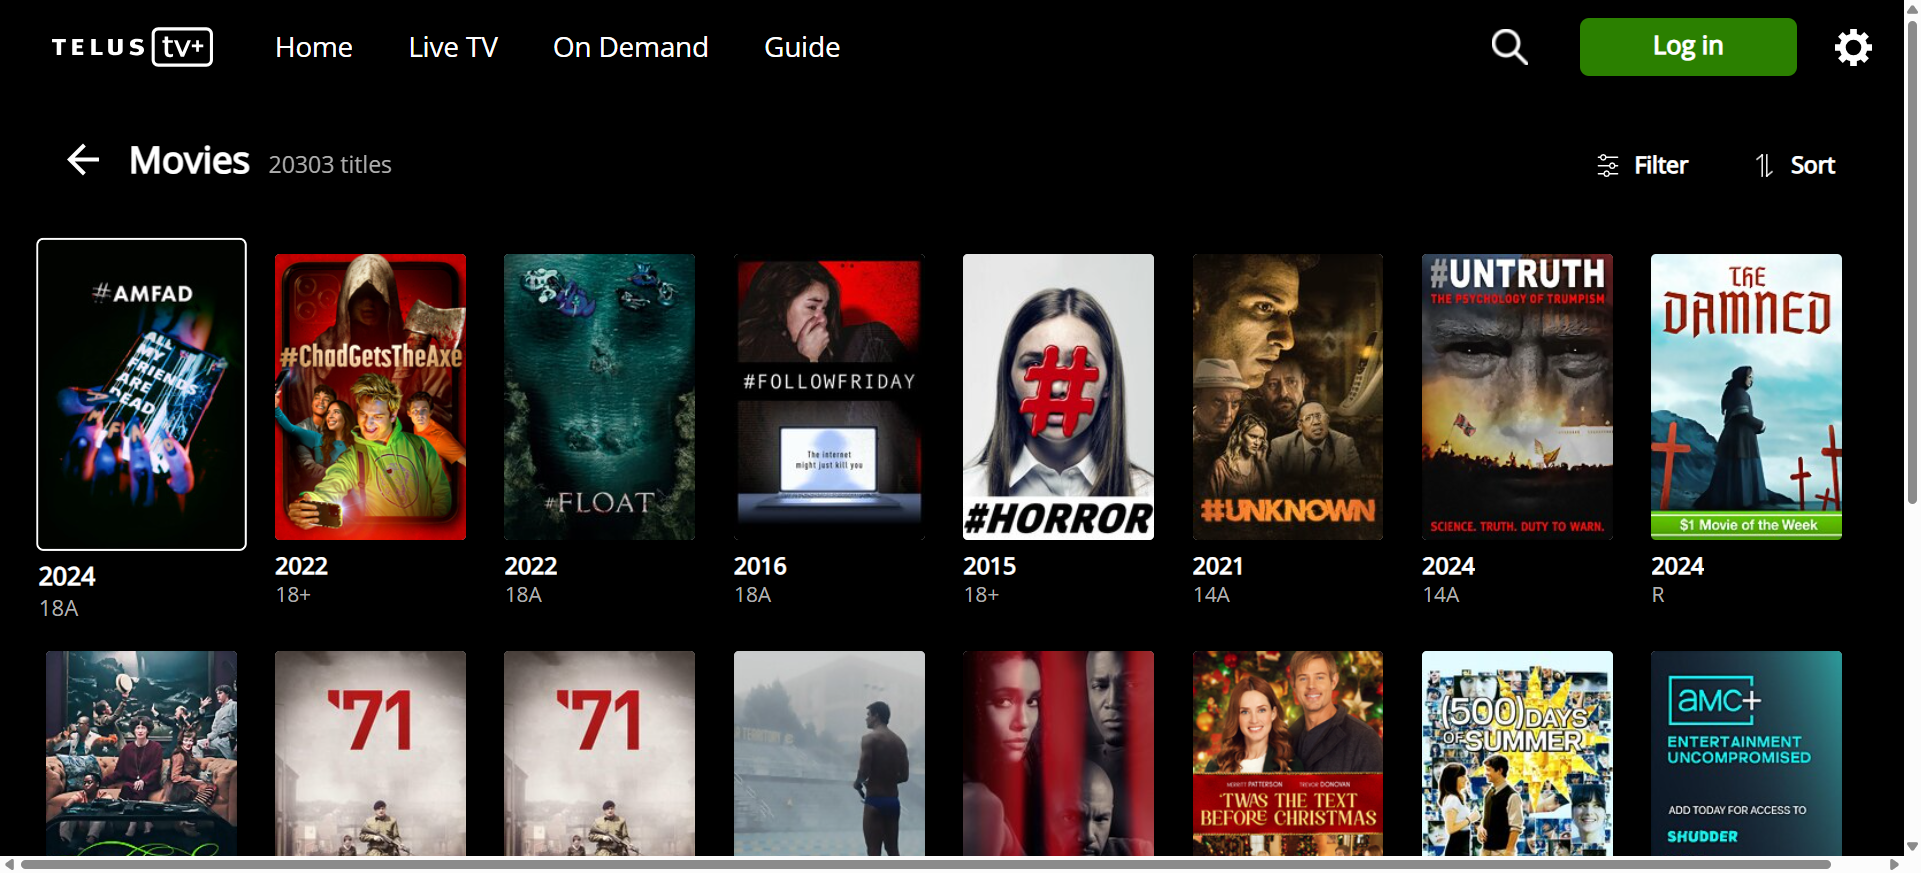 TELUS tv+
Home
Live TV
On Demand
Guide
Log in
Movies
20303 titles
Filter
Sort
#AMFAD
ALL
MY
FRIENDS
ARE
DEAD
2024
18A
#ChadGetsTheAxe
2022
18+
#FLOAT
2022
18A
#FOLLOWFRIDAY
The internet
might just kill you
2016
18A
#
#HORROR
2015
18+
#UNKNOWN
2021
14A
#UNTRUTH
THE PSYCHOLOGY OF TRUMPISM
SCIENCE. TRUTH. DUTY TO WARN.
2024
14A
THE
DAMNED
$1 Movie of the Week
2024
R
'71
'71
MERRITT PATTERSON TREVOR DONOVAN
'TWAS THE TEXT
BEFORE CHRISTMAS
(500) DAYS
OF SUMMER
aMC+
ENTERTAINMENT
UNCOMPROMISED
ADD TODAY FOR ACCESS TO
SHUDDER